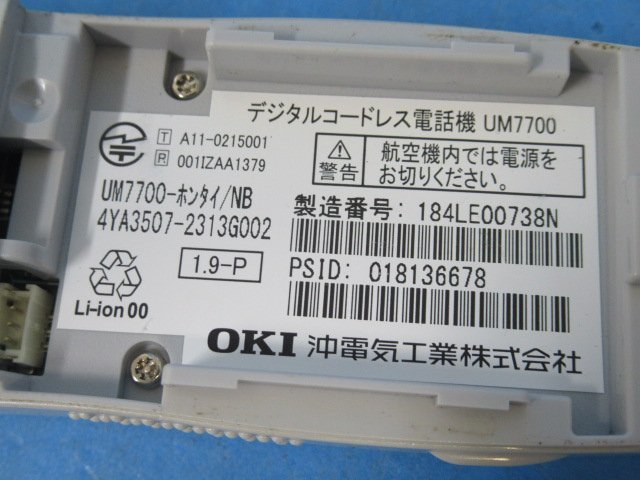 デジタルコードレス電話機 UM7700
T A11-0215001
R 001IZAA1379
警告
航空機内では電源を
お切りください。
UM7700-ホンタイ/NB
4YA3507-2313G002
製造番号: 184LE00738N
1.9-P
PSID: 018136678
Li-ion 00
OKI 沖電気工業株式会社